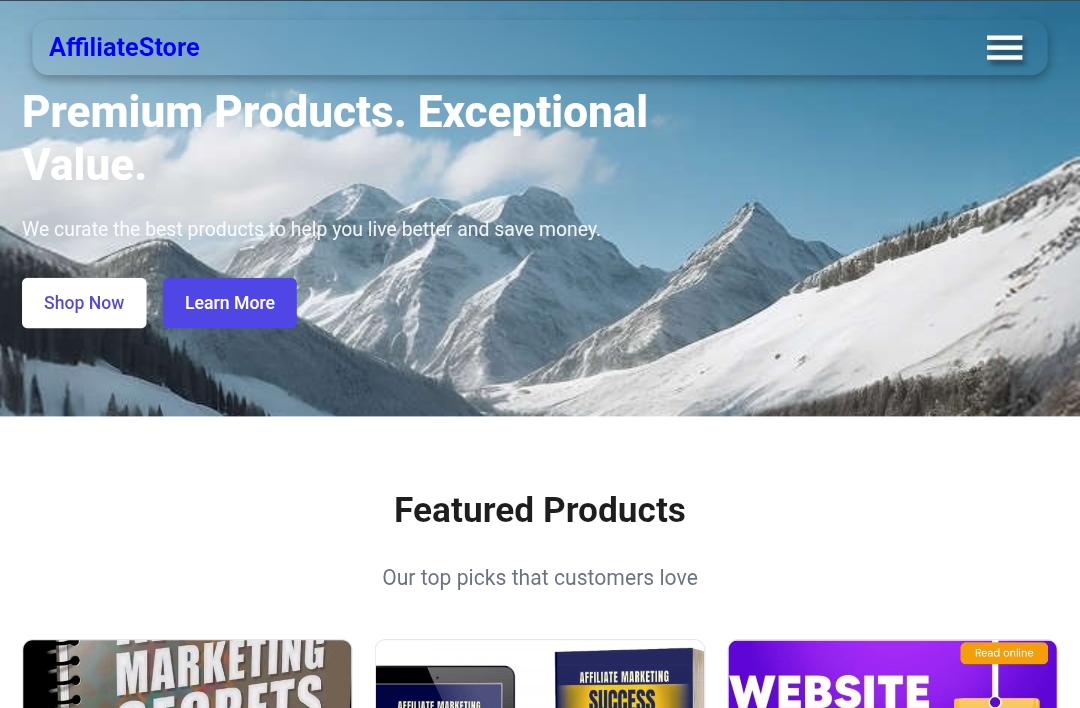 AffiliateStore
Premium Products. Exceptional
Value.
We curate the best products to help you live better and save money.
Shop Now
Learn More
Featured Products
Our top picks that customers love
MARKETING
SECRETS
AFFILIATE MARKETING
AFFILIATE MARKETING
SUCCESS
Read online
WEBSITE